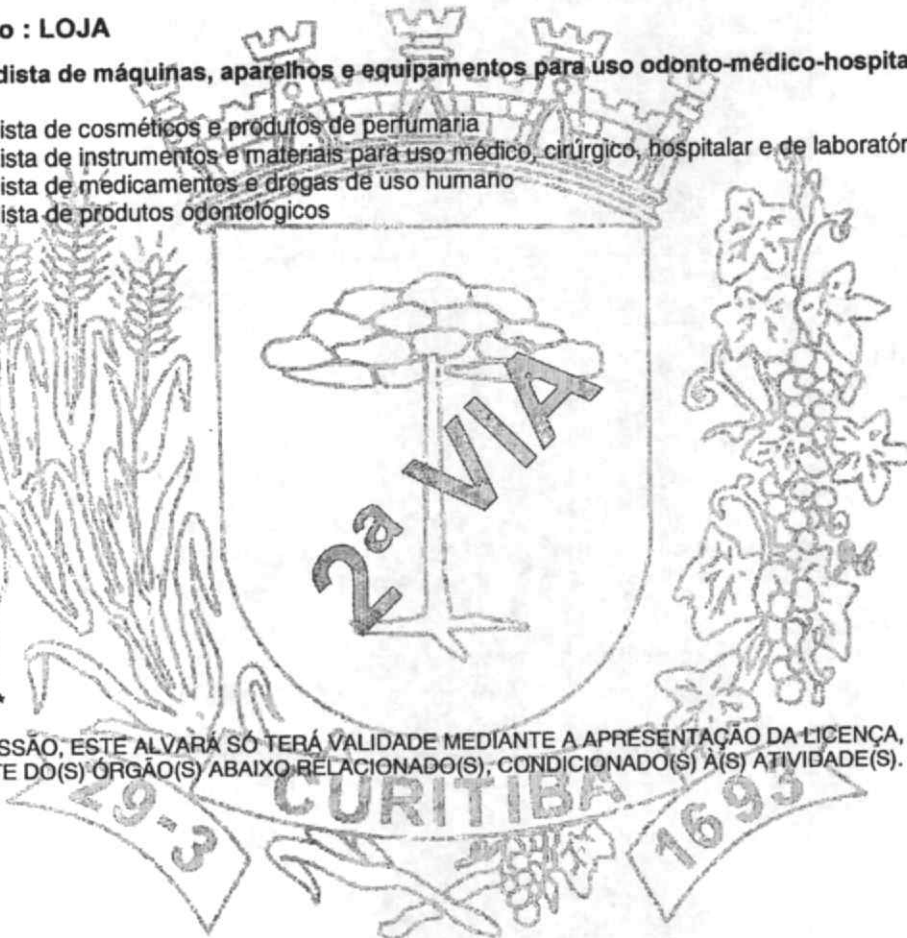 o : LOJA
dista de máquinas, aparelhos e equipamentos para uso odonto-médico-hospita
ista de cosméticos e produtos de perfumaria
ista de instrumentos e materiais para uso médico, cirúrgico, hospitalar e de laboratór
ista de medicamentos e drogas de uso humano
ista de produtos odontológicos
2ª VIA
*
SSÃO, ESTE ALVARÁ SÓ TERÁ VALIDADE MEDIANTE A APRESENTAÇÃO DA LICENÇA,
TE DO(S) ÓRGÃO(S) ABAIXO RELACIONADO(S), CONDICIONADO(S) À(S) ATIVIDADE(S).
29-3 CURITIBA 1693